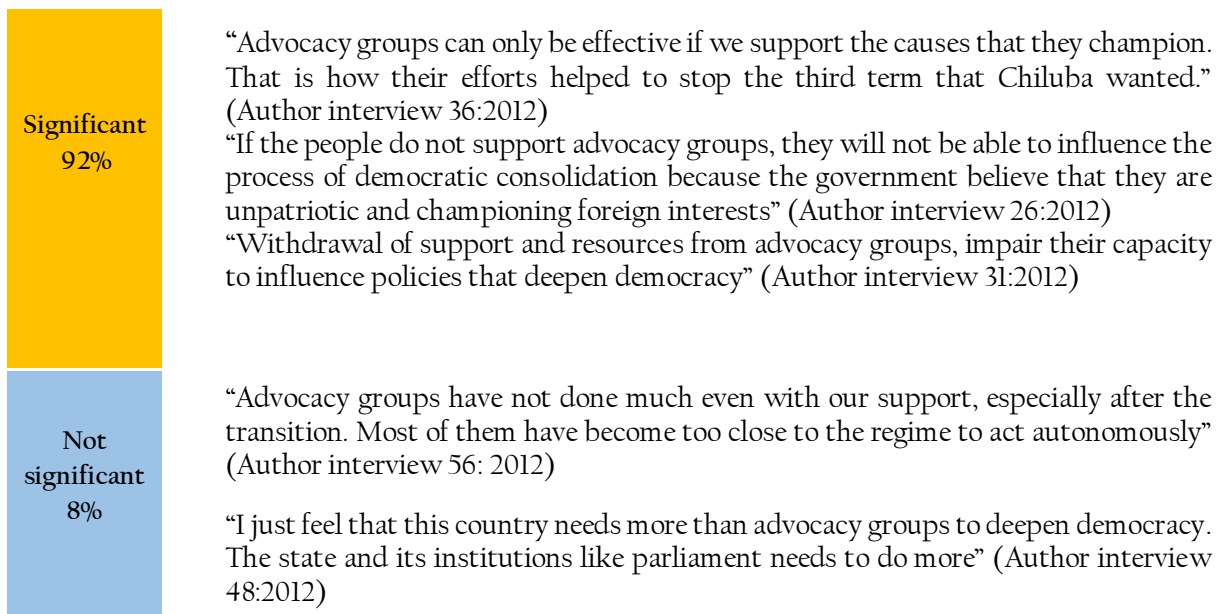 Significant
92%
“Advocacy groups can only be effective if we support the causes that they champion.
That is how their efforts helped to stop the third term that Chiluba wanted.”
(Author interview 36:2012)
“If the people do not support advocacy groups, they will not be able to influence the
process of democratic consolidation because the government believe that they are
unpatriotic and championing foreign interests” (Author interview 26:2012)
“Withdrawal of support and resources from advocacy groups, impair their capacity
to influence policies that deepen democracy” (Author interview 31:2012)
Not
significant
8%
“Advocacy groups have not done much even with our support, especially after the
transition. Most of them have become too close to the regime to act autonomously”
(Author interview 56: 2012)
“I just feel that this country needs more than advocacy groups to deepen democracy.
The state and its institutions like parliament needs to do more” (Author interview
48:2012)